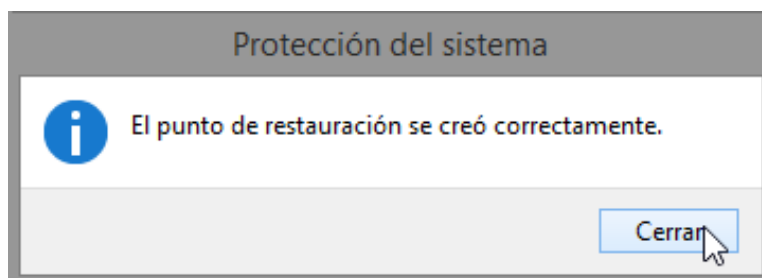 Protección del sistema
El punto de restauración se creó correctamente.
Cerrar